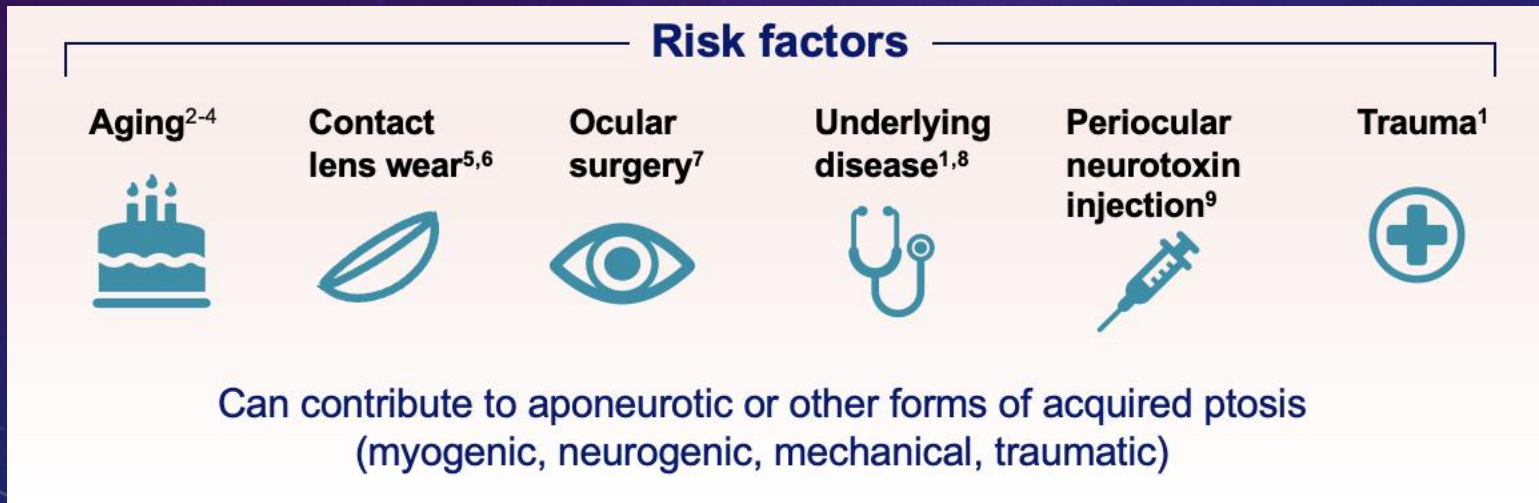 Risk factors
Aging2-4
Contact
lens wear5,6
Ocular
surgery7
Underlying
disease1,8
Periocular
neurotoxin
injection9
Trauma1
Can contribute to aponeurotic or other forms of acquired ptosis
(myogenic, neurogenic, mechanical, traumatic)